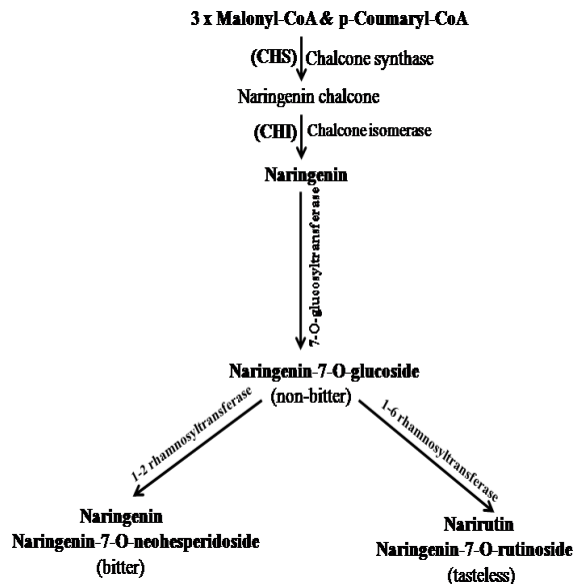 3 x Malonyl-CoA & p-Coumaryl-CoA
(CHS) Chalcone synthase
Naringenin chalcone
(CHI) Chalcone isomerase
Naringenin
7-O-glucosyltransferase
Naringenin-7-O-glucoside
(non-bitter)
1-2 rhamnosyltransferase
1-6 rhamnosyltransferase
Naringenin
Naringenin-7-O-neohesperidoside
(bitter)
Narirutin
Naringenin-7-O-rutinoside
(tasteless)